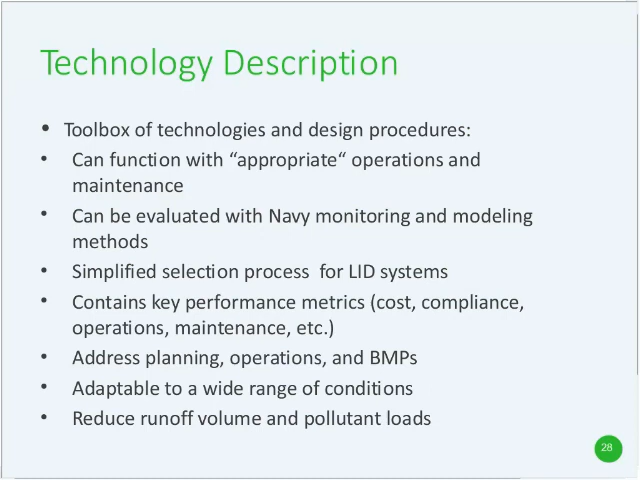 Technology Description
• Toolbox of technologies and design procedures:
• Can function with “appropriate“ operations and
maintenance
• Can be evaluated with Navy monitoring and modeling
methods
• Simplified selection process  for LID systems
• Contains key performance metrics (cost, compliance,
operations, maintenance, etc.)
• Address planning, operations, and BMPs
• Adaptable to a wide range of conditions
• Reduce runoff volume and pollutant loads
28